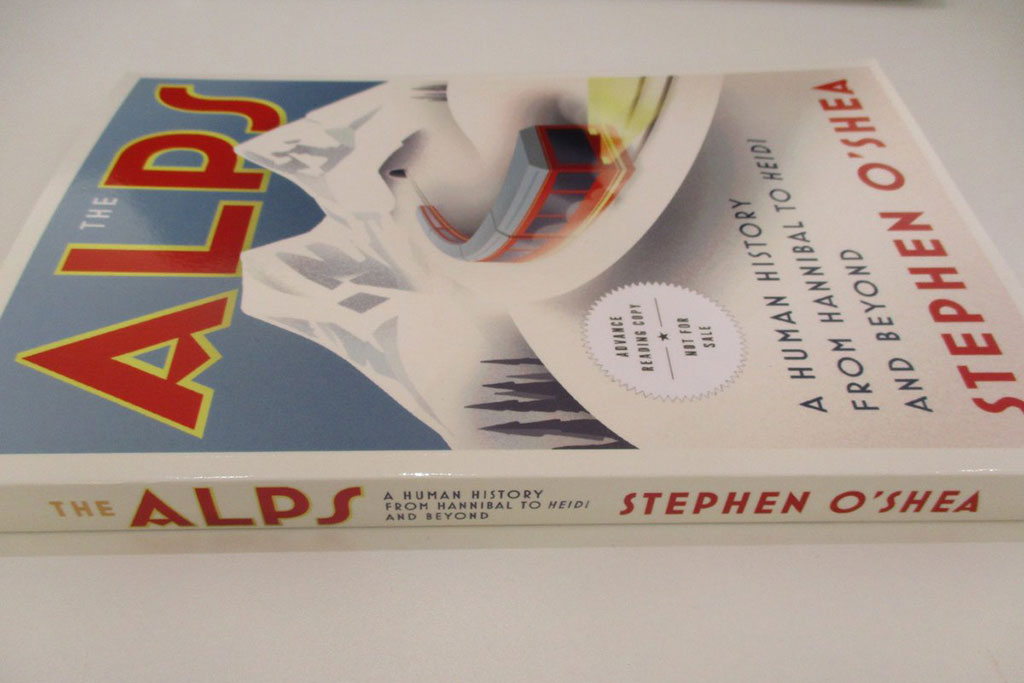 THE
ALPS
ADVANCE
READING COPY
NOT FOR
SALE
A HUMAN HISTORY
FROM HANNIBAL TO HEIDI
AND BEYOND
STEPHEN O'SHEA
THE ALPS
A HUMAN HISTORY
FROM HANNIBAL TO HEIDI
AND BEYOND
STEPHEN O'SHEA